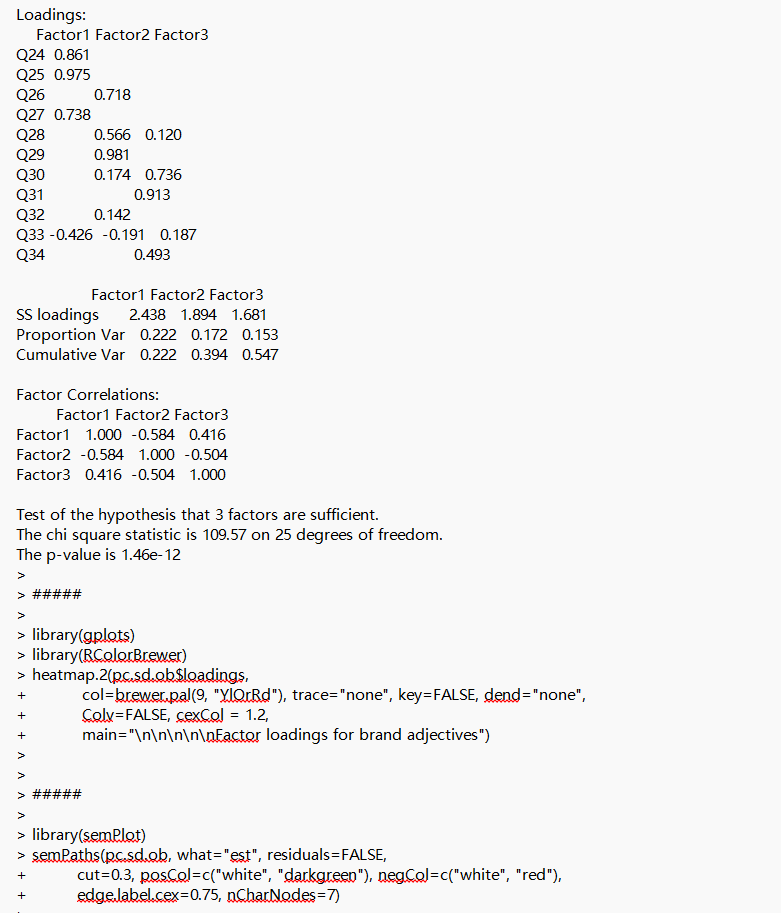 Loadings:
    Factor1 Factor2 Factor3
Q24  0.861
Q25  0.975
Q26          0.718
Q27  0.738
Q28          0.566   0.120
Q29          0.981
Q30          0.174   0.736
Q31                  0.913
Q32          0.142
Q33 -0.426  -0.191   0.187
Q34                  0.493

               Factor1 Factor2 Factor3
SS loadings      2.438   1.894   1.681
Proportion Var   0.222   0.172   0.153
Cumulative Var   0.222   0.394   0.547

Factor Correlations:
        Factor1 Factor2 Factor3
Factor1   1.000  -0.584   0.416
Factor2  -0.584   1.000  -0.504
Factor3   0.416  -0.504   1.000

Test of the hypothesis that 3 factors are sufficient.
The chi square statistic is 109.57 on 25 degrees of freedom.
The p-value is 1.46e-12
>
> #####
>
> library(gplots)
> library(RColorBrewer)
> heatmap.2(pc.sd.ob$loadings,
+           col=brewer.pal(9, "YlOrRd"), trace="none", key=FALSE, dend="none",
+           Colv=FALSE, cexCol = 1.2,
+           main="\n\n\n\n\nFactor loadings for brand adjectives")
>
>
> #####
>
> library(semPlot)
> semPaths(pc.sd.ob, what="est", residuals=FALSE,
+          cut=0.3, posCol=c("white", "darkgreen"), negCol=c("white", "red"),
+          edge.label.cex=0.75, nCharNodes=7)